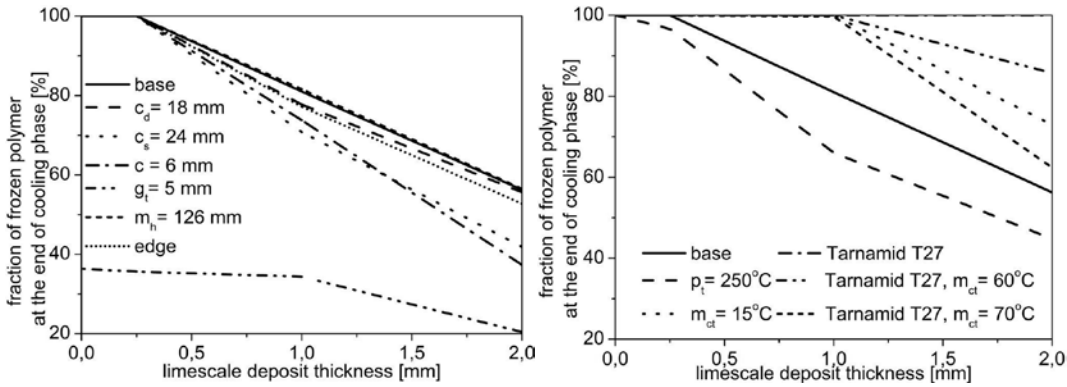 fraction of frozen polymer
at the end of cooling phase [%]
100
80
60
40
20
base
c_d = 18 mm
c_s = 24 mm
c = 6 mm
g_t = 5 mm
m_h = 126 mm
edge
0,0 0,5 1,0 1,5 2,0
limescale deposit thickness [mm]
fraction of frozen polymer
at the end of cooling phase [%]
100
80
60
40
20
base
p_t = 250°C
m_ct = 15°C
Tarnamid T27
Tarnamid T27, m_ct = 60°C
Tarnamid T27, m_ct = 70°C
0,0 0,5 1,0 1,5 2,0
limescale deposit thickness [mm]